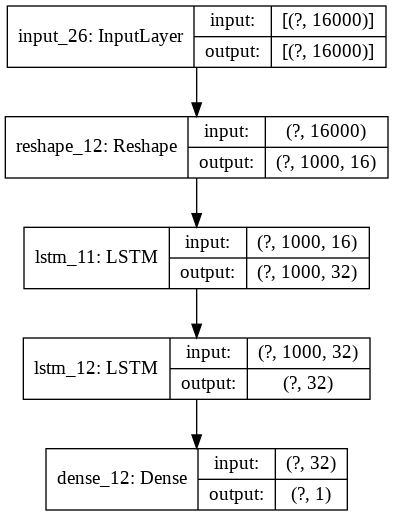 input_26: InputLayer
input: [(?, 16000)]
output: [(?, 16000)]
reshape_12: Reshape
input: (?, 16000)
output: (?, 1000, 16)
lstm_11: LSTM
input: (?, 1000, 16)
output: (?, 1000, 32)
lstm_12: LSTM
input: (?, 1000, 32)
output: (?, 32)
dense_12: Dense
input: (?, 32)
output: (?, 1)